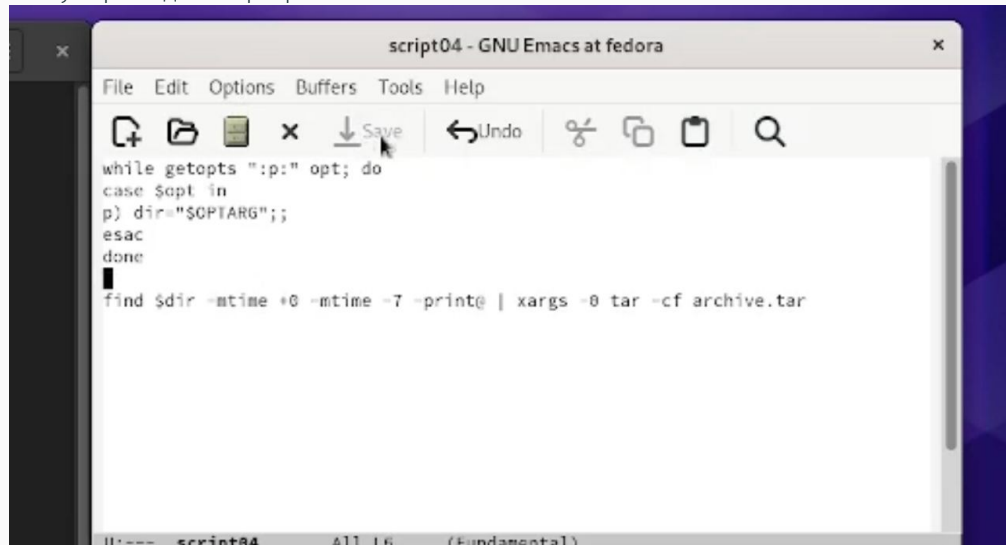 script04 - GNU Emacs at fedora
File Edit Options Buffers Tools Help
Save Undo
while getopts ":p:" opt; do
case $opt in
p) dir="$OPTARG";;
esac
done
find $dir -mtime +0 -mtime -7 -print@ | xargs -0 tar -cf archive.tar
U:--- script04 All L6 (Fundamental)